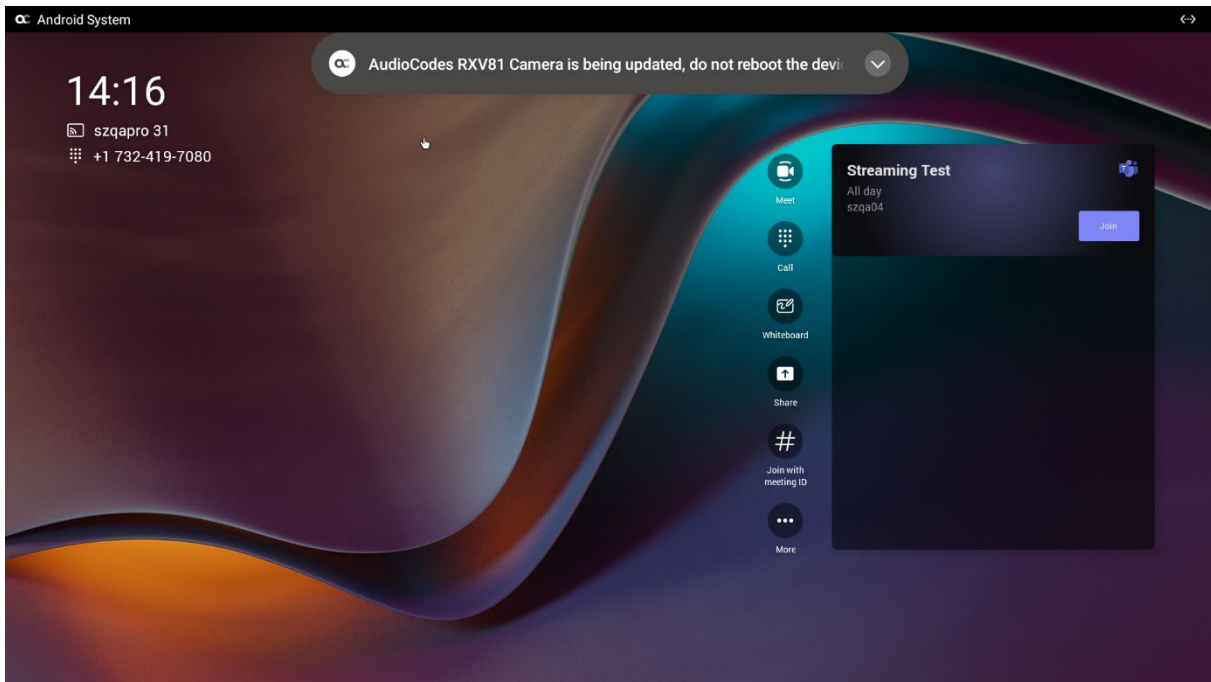 Android System
AudioCodes RXV81 Camera is being updated, do not reboot the devi
14:16
szqapro 31
+1 732-419-7080
Meet
Call
Whiteboard
Share
Join with
meeting ID
More
Streaming Test
All day
szqa04
Join